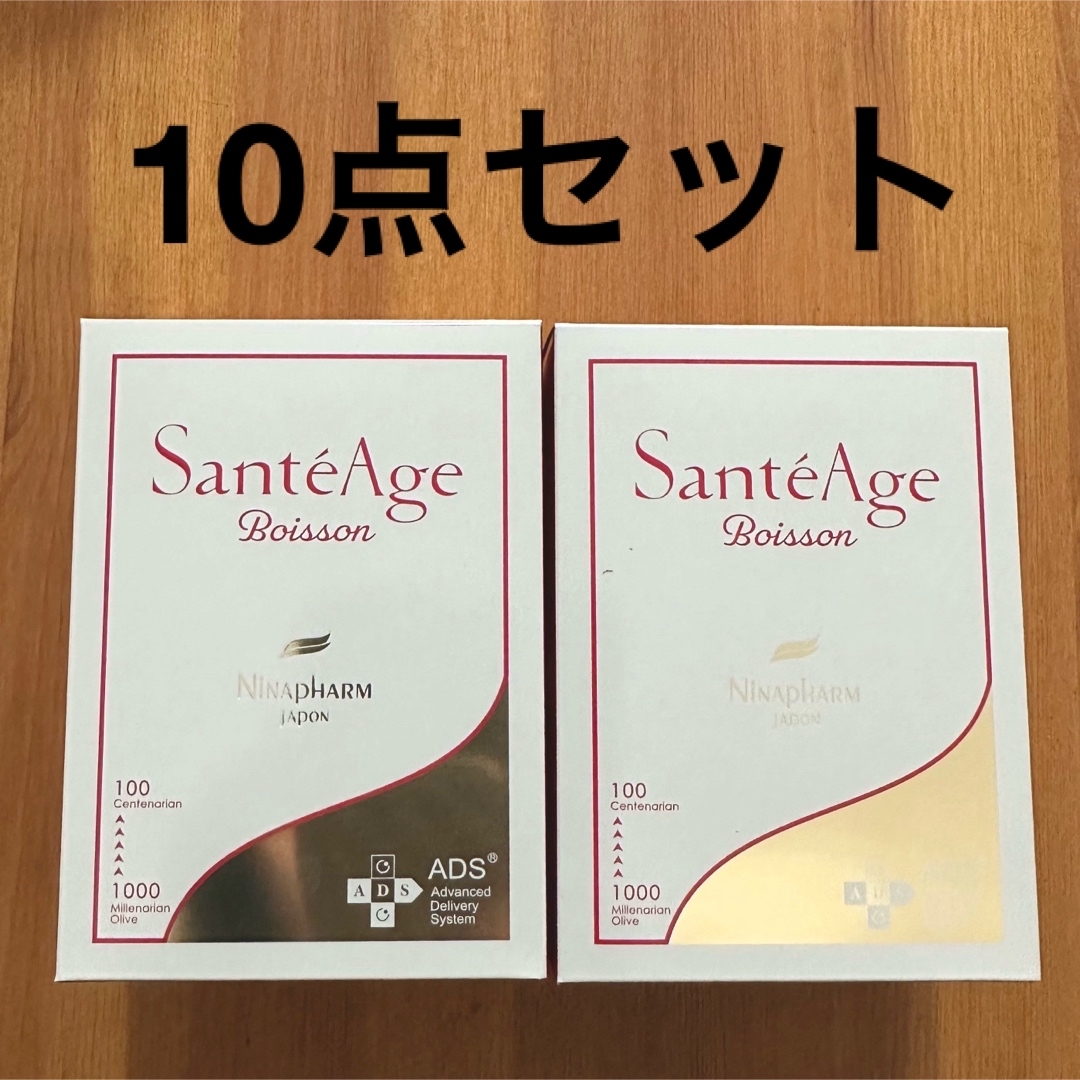 10点セット
SantéAge
Boisson
NINAPHARM
JAPON
100
Centenarian
1000
Millenarian
Olive
A D S
ADS®
Advanced
Delivery
System
SantéAge
Boisson
NINAPHARM
JAPON
100
Centenarian
1000
Millenarian
Olive
A D S